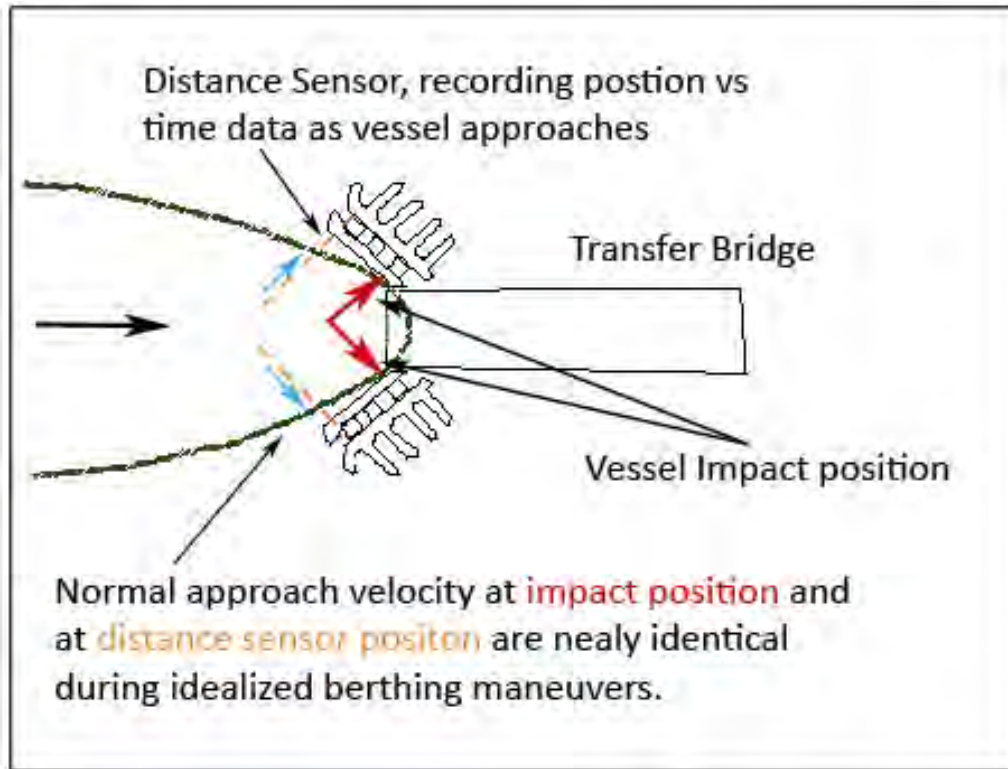 Distance Sensor, recording postion vs
time data as vessel approaches
Transfer Bridge
Vessel Impact position
Normal approach velocity at impact position and
at distance sensor positon are nealy identical
during idealized berthing maneuvers.